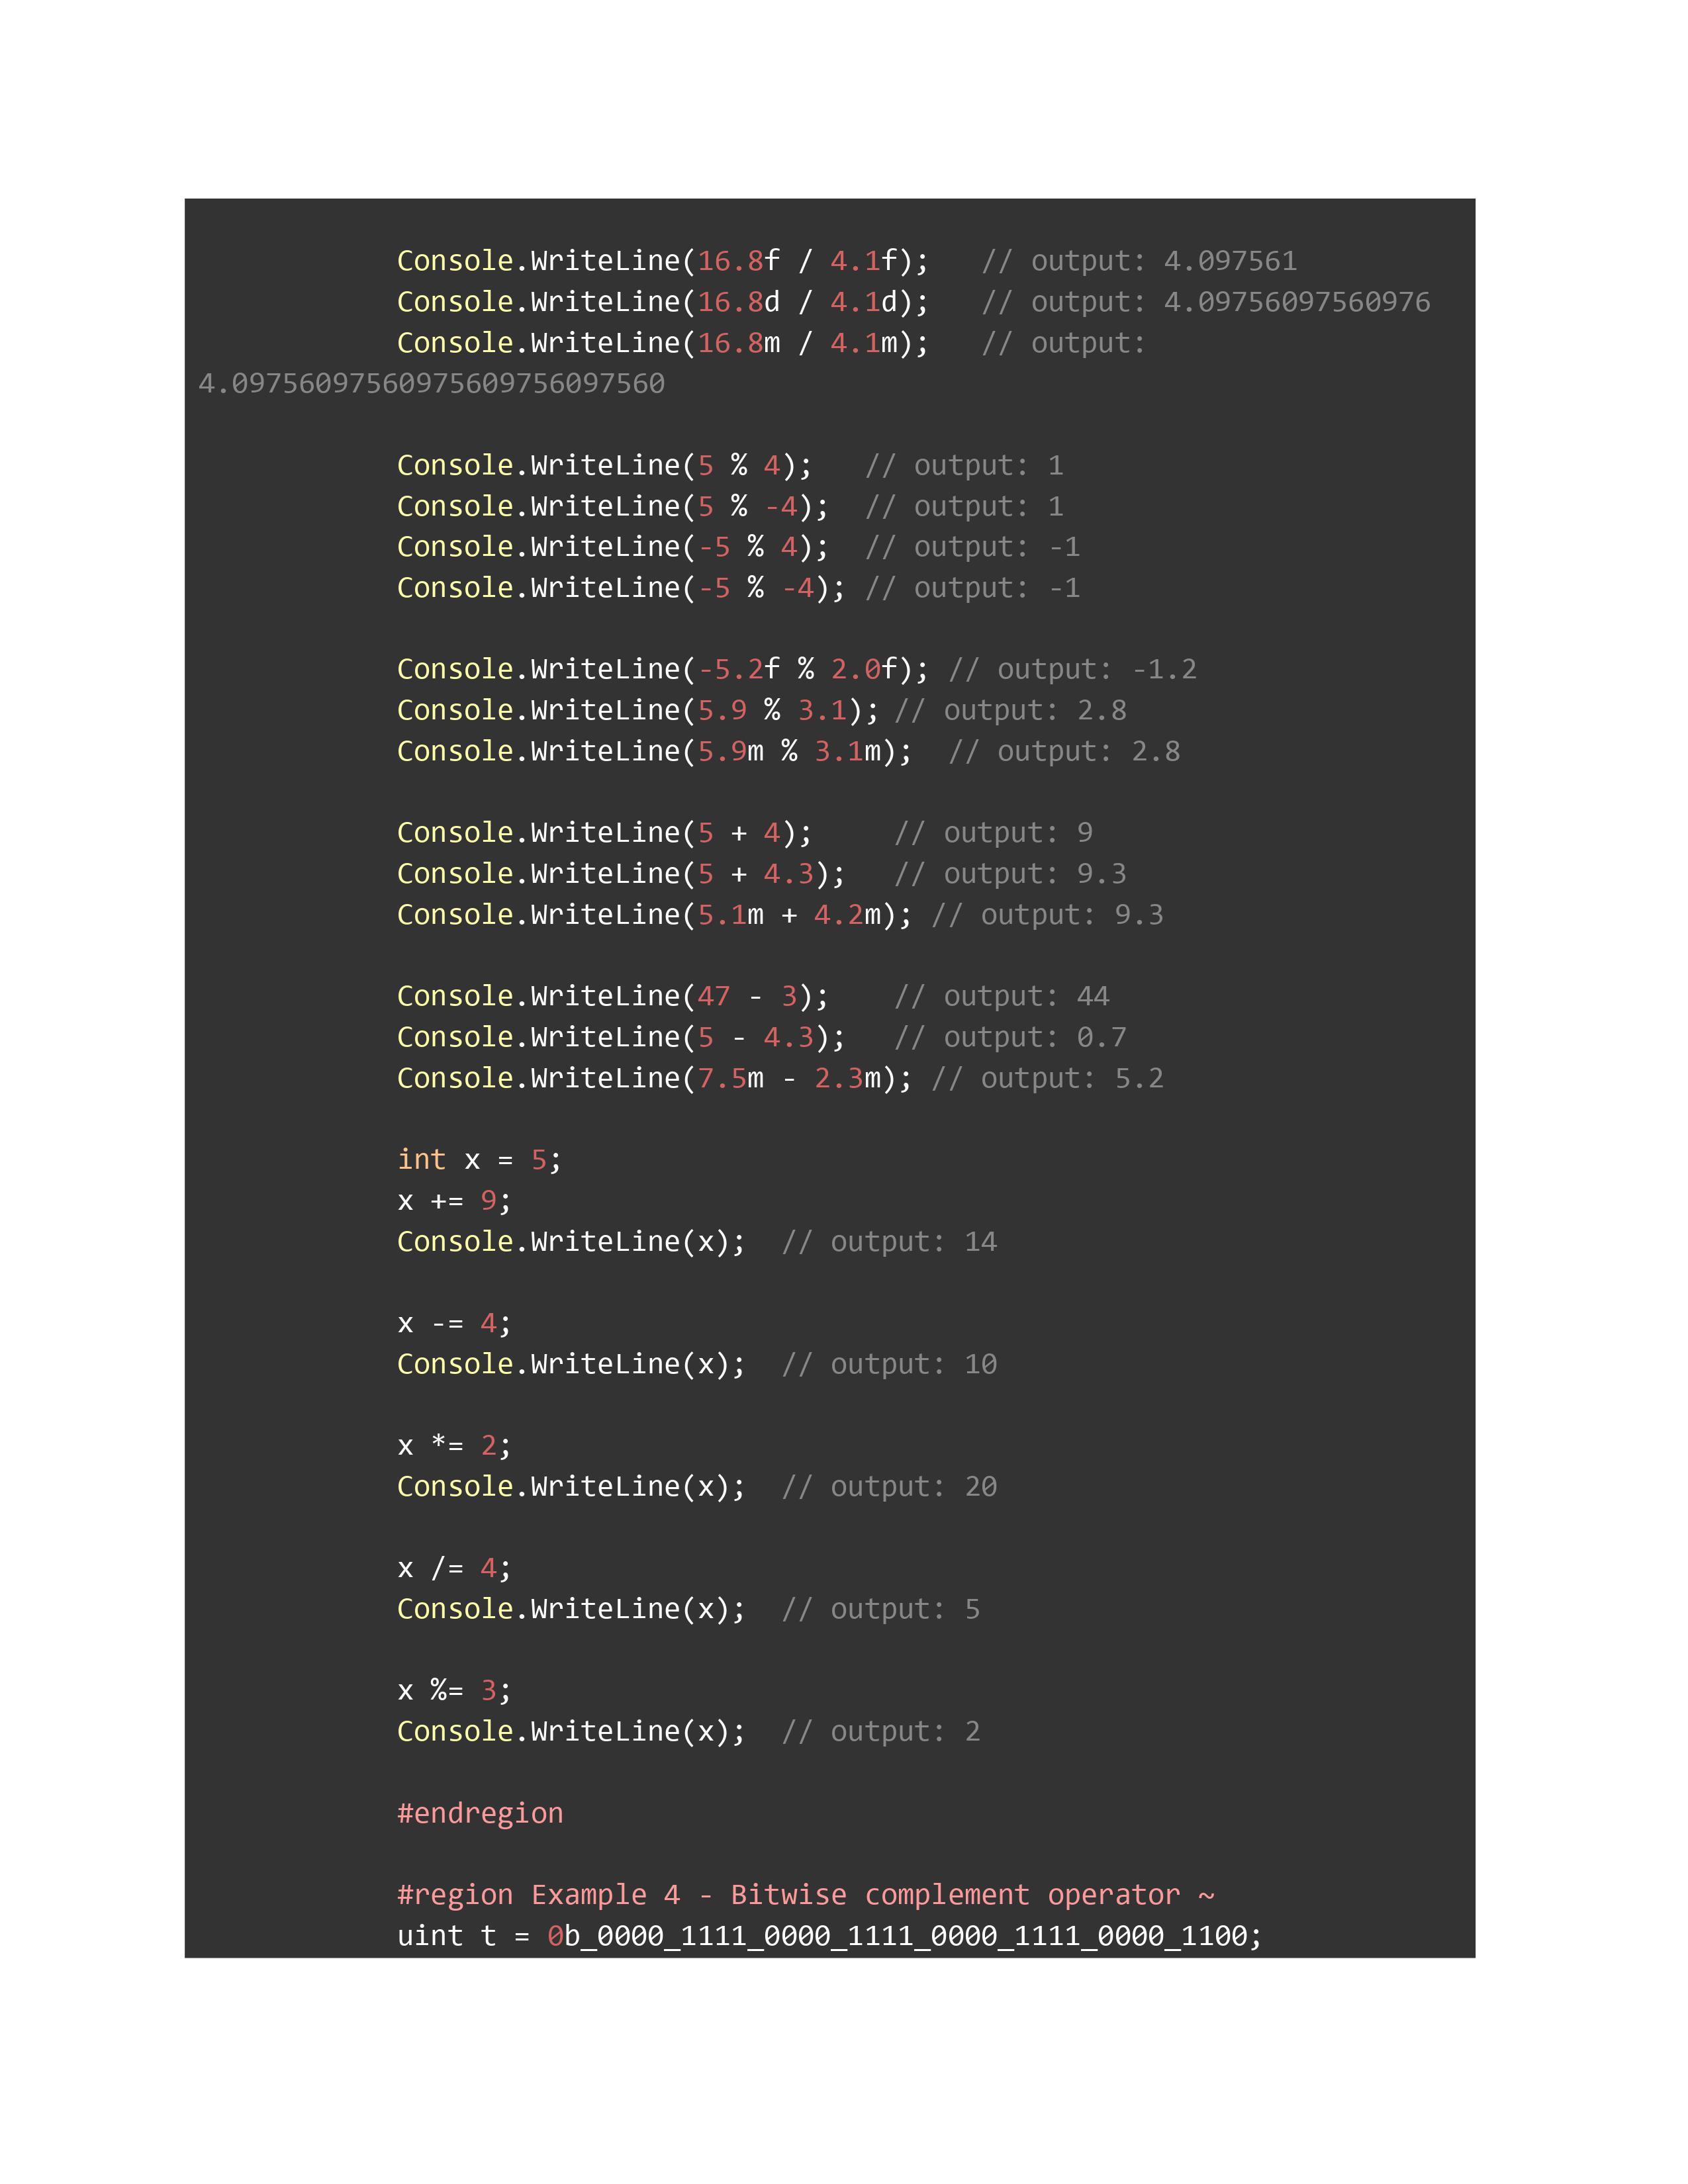 Console.WriteLine(16.8f / 4.1f);   // output: 4.097561
Console.WriteLine(16.8d / 4.1d);   // output: 4.09756097560976
Console.WriteLine(16.8m / 4.1m);   // output:
4.0975609756097560975609756097560
Console.WriteLine(5 % 4);   // output: 1
Console.WriteLine(5 % -4);  // output: 1
Console.WriteLine(-5 % 4);  // output: -1
Console.WriteLine(-5 % -4); // output: -1
Console.WriteLine(-5.2f % 2.0f); // output: -1.2
Console.WriteLine(5.9 % 3.1); // output: 2.8
Console.WriteLine(5.9m % 3.1m);  // output: 2.8
Console.WriteLine(5 + 4);     // output: 9
Console.WriteLine(5 + 4.3);   // output: 9.3
Console.WriteLine(5.1m + 4.2m); // output: 9.3
Console.WriteLine(47 - 3);    // output: 44
Console.WriteLine(5 - 4.3);   // output: 0.7
Console.WriteLine(7.5m - 2.3m); // output: 5.2
int x = 5;
x += 9;
Console.WriteLine(x);  // output: 14
x -= 4;
Console.WriteLine(x);  // output: 10
x *= 2;
Console.WriteLine(x);  // output: 20
x /= 4;
Console.WriteLine(x);  // output: 5
x %= 3;
Console.WriteLine(x);  // output: 2
#endregion
#region Example 4 - Bitwise complement operator ~
uint t = 0b_0000_1111_0000_1111_0000_1111_0000_1100;